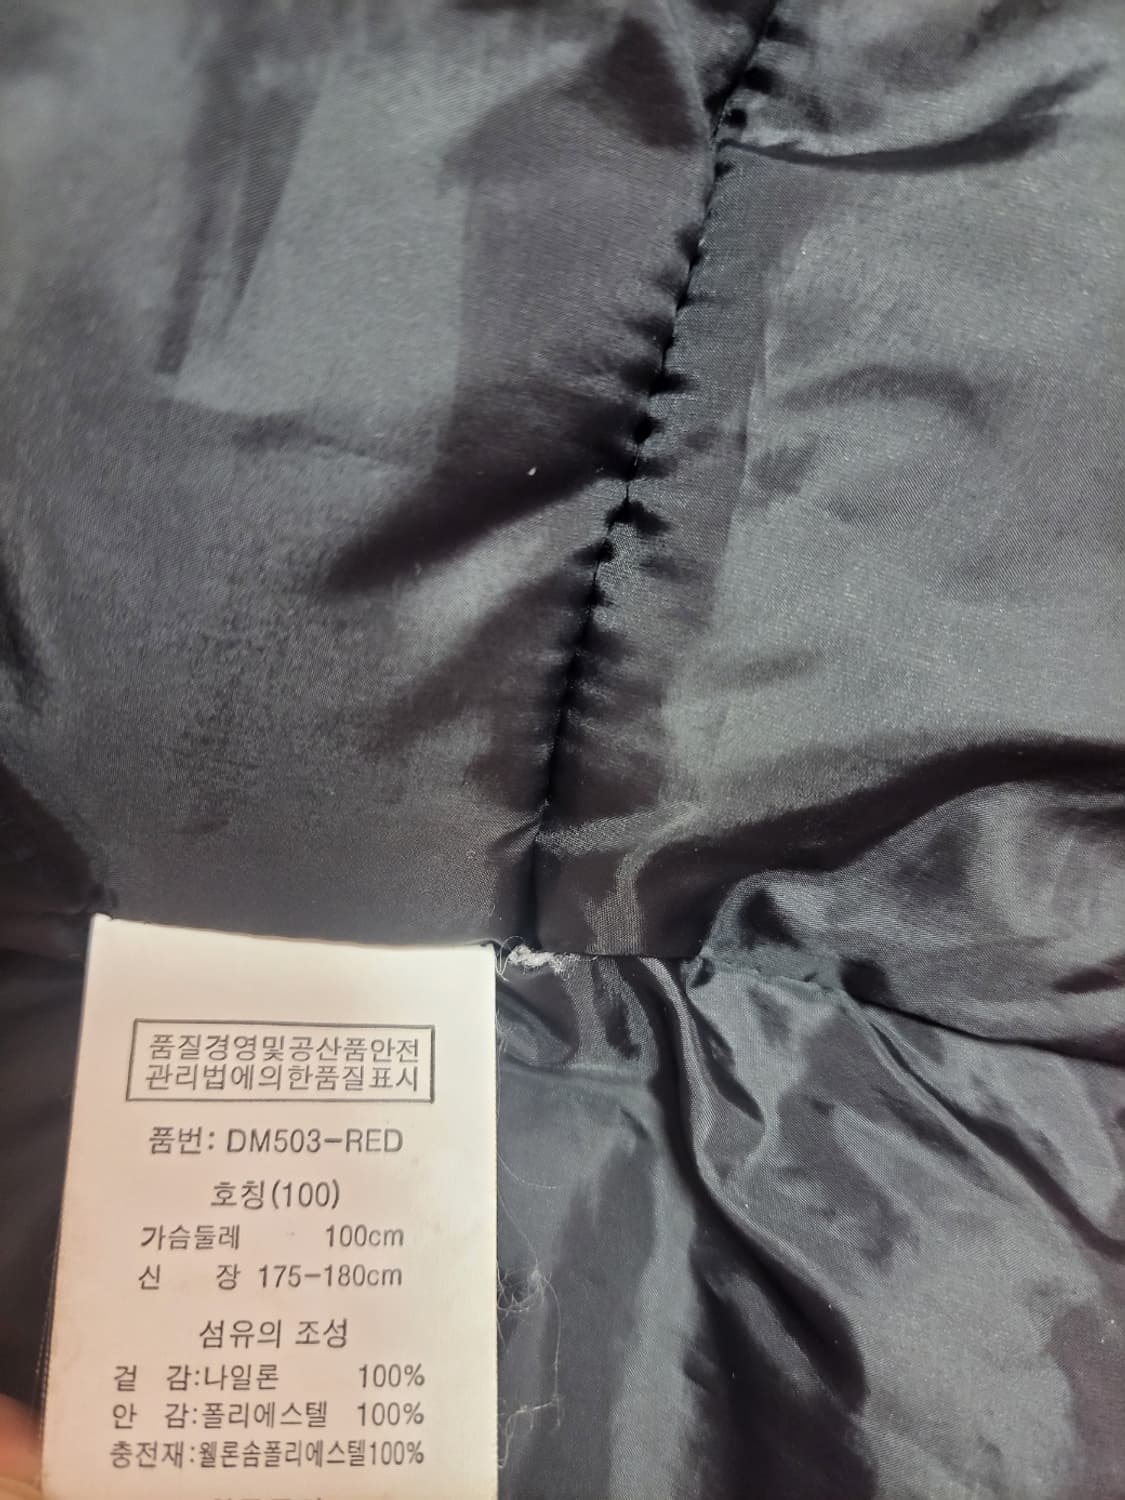 품질경영및공산품안전
관리법에의한품질표시
품번: DM503-RED
호칭(100)
가슴둘레 100cm
신 장 175-180cm
섬유의 조성
겉 감:나일론 100%
안 감:폴리에스텔 100%
충전재:웰론솜폴리에스텔100%